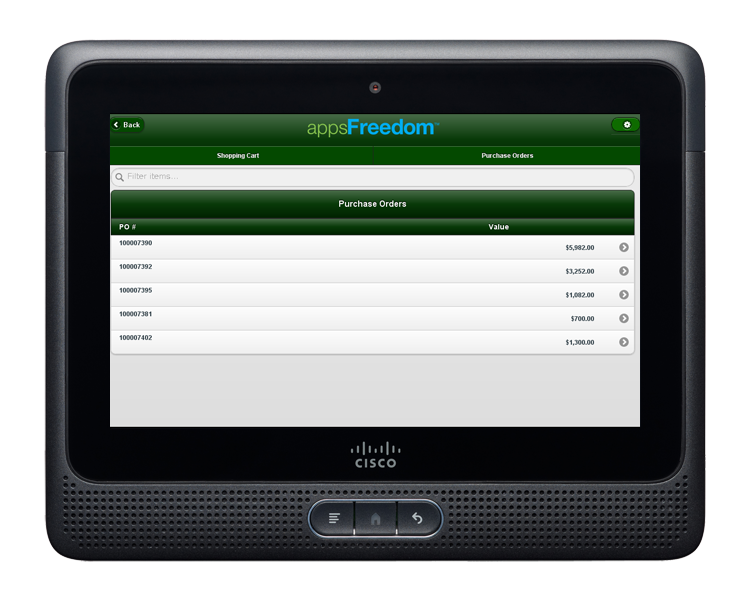 Back
appsFreedom™
Shopping Cart Purchase Orders
Filter items...
Purchase Orders
PO # Value
100007390 $5,982.00
100007392 $3,252.00
100007395 $1,082.00
100007381 $700.00
100007402 $1,300.00
CISCO